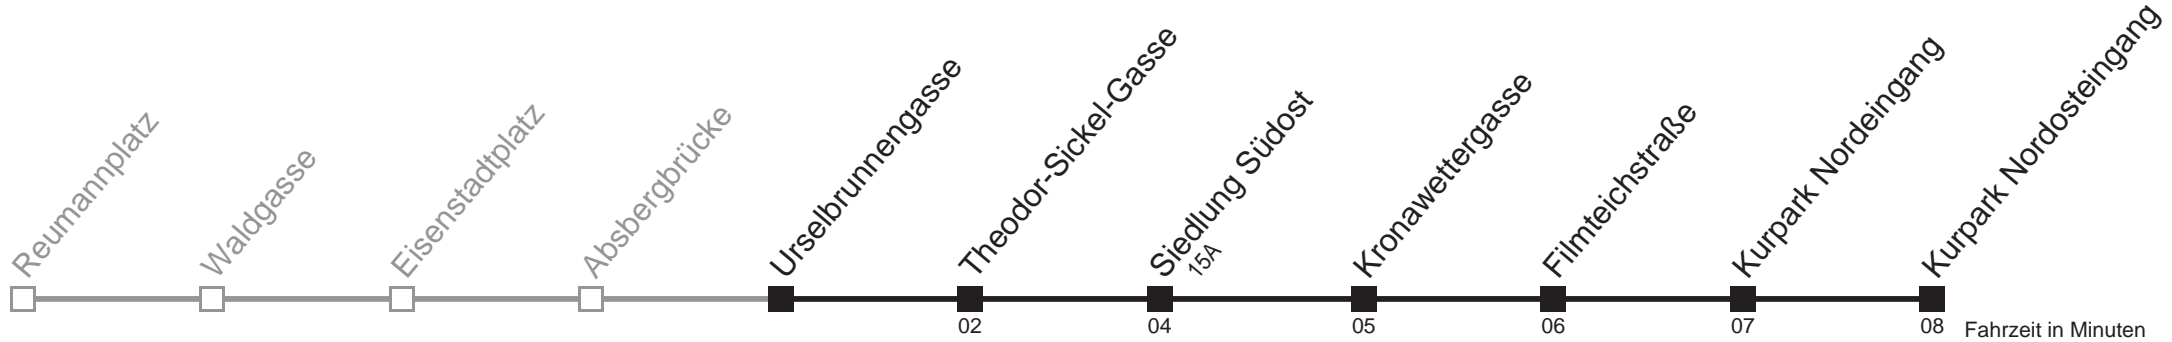 Reumannplatz
Waldgasse
Eisenstadtplatz
Absbergbrücke
Urselbrunnengasse
Theodor-Sickel-Gasse
Siedlung Südost
15A
Kronawettergasse
Filmteichstraße
Kurpark Nordeingang
Kurpark Nordosteingang
02
04
05
06
07
08
Fahrzeit in Minuten